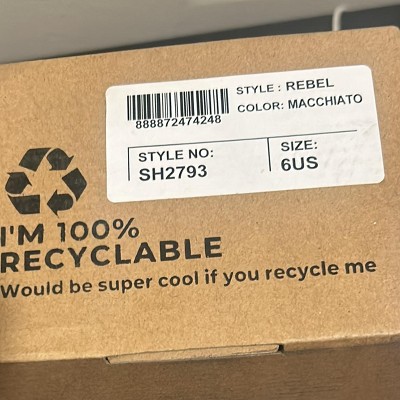 STYLE : REBEL
COLOR: MACCHIATO
888872474248
STYLE NO:
SH2793
SIZE:
6US
I'M 100%
RECYCLABLE
Would be super cool if you recycle me